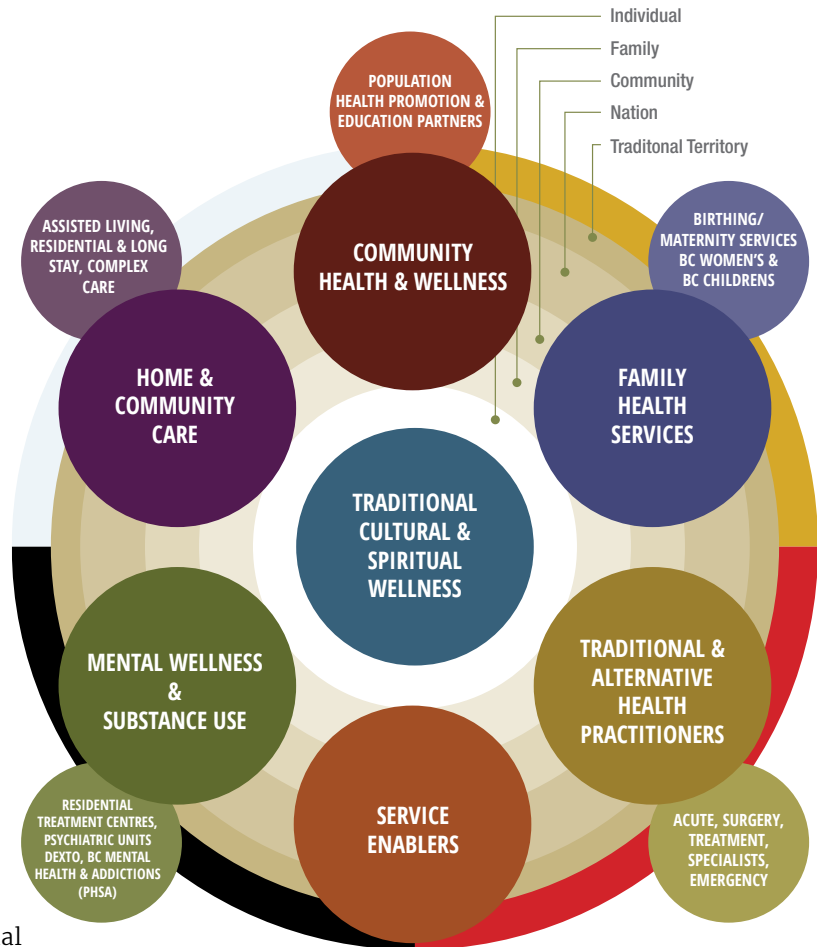 Individual
Family
Community
Nation
Traditonal Territory
POPULATION
HEALTH PROMOTION &
EDUCATION PARTNERS
ASSISTED LIVING,
RESIDENTIAL & LONG
STAY, COMPLEX
CARE
COMMUNITY
HEALTH & WELLNESS
BIRTHING/
MATERNITY SERVICES
BC WOMEN'S &
BC CHILDRENS
HOME &
COMMUNITY
CARE
FAMILY
HEALTH
SERVICES
TRADITIONAL
CULTURAL &
SPIRITUAL
WELLNESS
MENTAL WELLNESS
&
SUBSTANCE USE
TRADITIONAL &
ALTERNATIVE
HEALTH
PRACTITIONERS
RESIDENTIAL
TREATMENT CENTRES,
PSYCHIATRIC UNITS
DEXTO, BC MENTAL
HEALTH & ADDICTIONS
(PHSA)
SERVICE
ENABLERS
ACUTE, SURGERY,
TREATMENT,
SPECIALISTS,
EMERGENCY
al